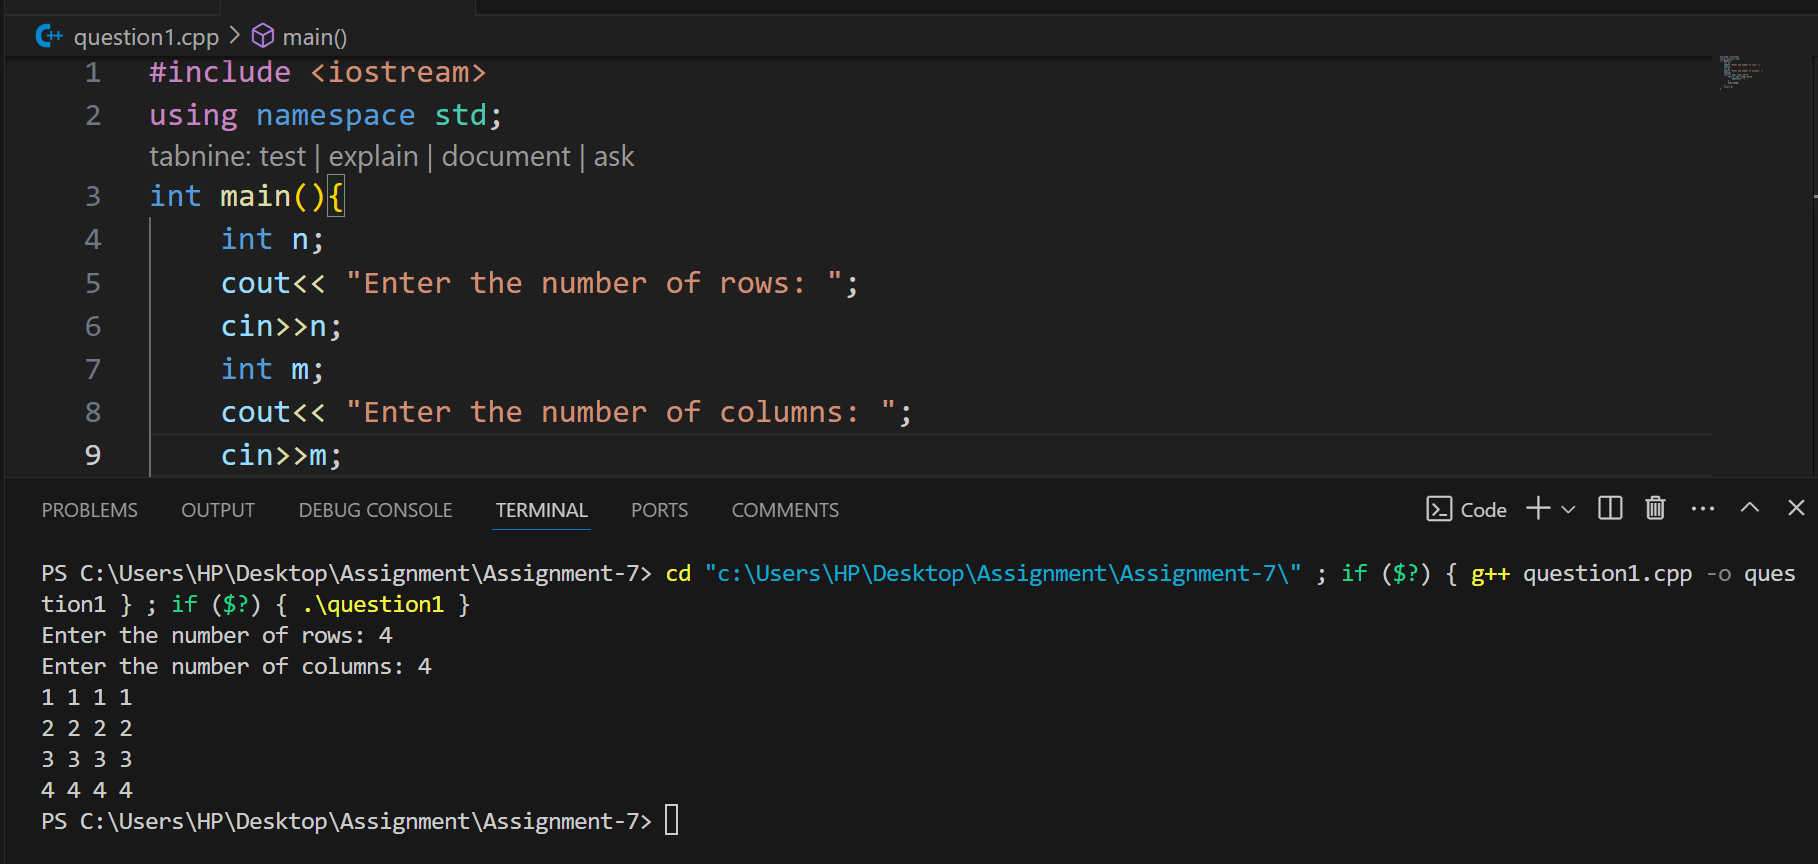 question1.cpp > main()
1 #include <iostream>
2 using namespace std;
tabnine: test | explain | document | ask
3 int main(){
4     int n;
5     cout<< "Enter the number of rows: ";
6     cin>>n;
7     int m;
8     cout<< "Enter the number of columns: ";
9     cin>>m;
PROBLEMS OUTPUT DEBUG CONSOLE TERMINAL PORTS COMMENTS Code
PS C:\Users\HP\Desktop\Assignment\Assignment-7> cd "c:\Users\HP\Desktop\Assignment\Assignment-7\" ; if ($?) { g++ question1.cpp -o ques
tion1 } ; if ($?) { .\question1 }
Enter the number of rows: 4
Enter the number of columns: 4
1 1 1 1
2 2 2 2
3 3 3 3
4 4 4 4
PS C:\Users\HP\Desktop\Assignment\Assignment-7>